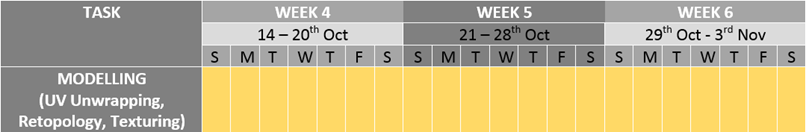 TASK WEEK 4 WEEK 5 WEEK 6
14 – 20th Oct 21 – 28th Oct 29th Oct - 3rd Nov
S M T W T F S S M T W T F S S M T W T F S
MODELLING
(UV Unwrapping,
Retopology, Texturing)